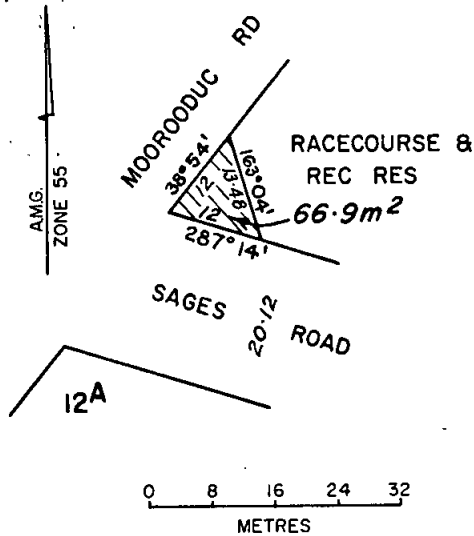 MOOROODUC RD
A.M.G.
ZONE 55
38°54'
163°04'
12
13·48
12
287°14'
RACECOURSE &
REC RES
66·9m²
SAGES ROAD
20·12
12A
0 8 16 24 32
METRES